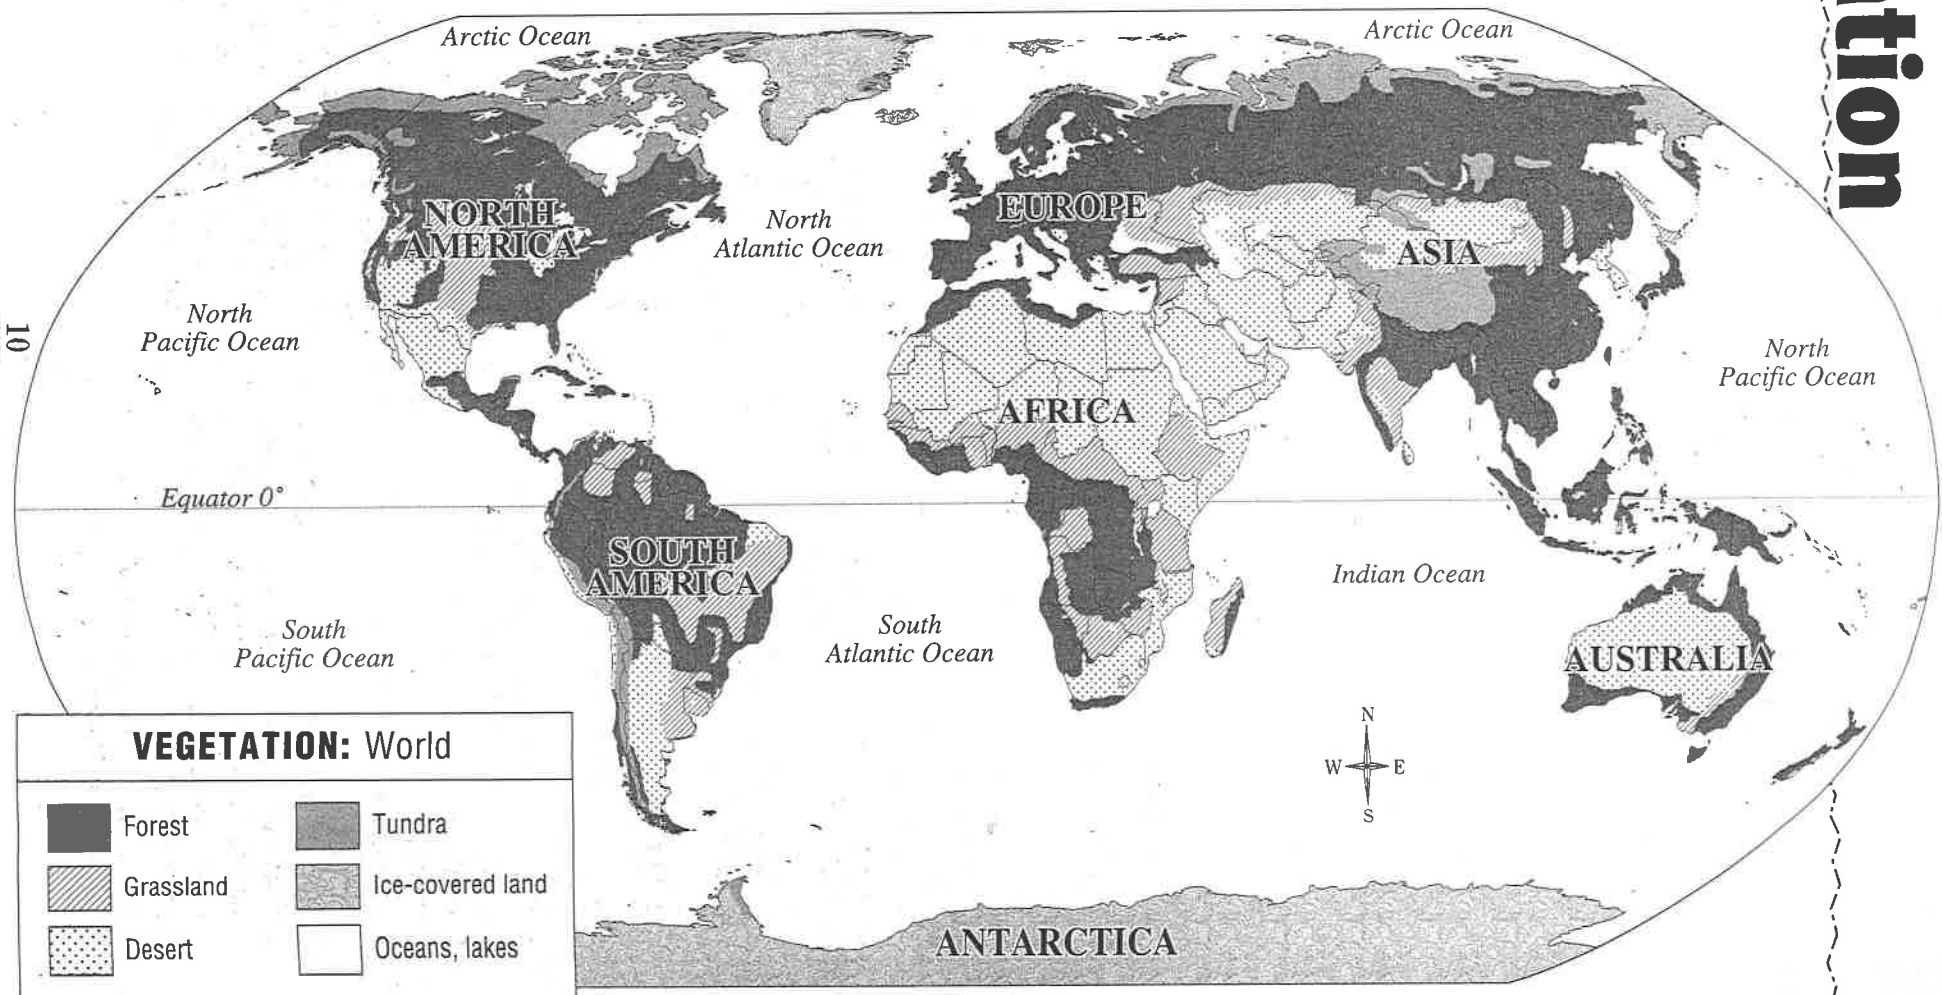 ntion
Arctic Ocean
Arctic Ocean
NORTH
AMERICA
North
Atlantic Ocean
EUROPE
ASIA
North
Pacific Ocean
10
North
Pacific Ocean
AFRICA
Equator 0°
SOUTH
AMERICA
Indian Ocean
South
Pacific Ocean
South
Atlantic Ocean
AUSTRALIA
N
W
E
S
VEGETATION: World
Forest
Tundra
Grassland
Ice-covered land
Desert
Oceans, lakes
ANTARCTICA